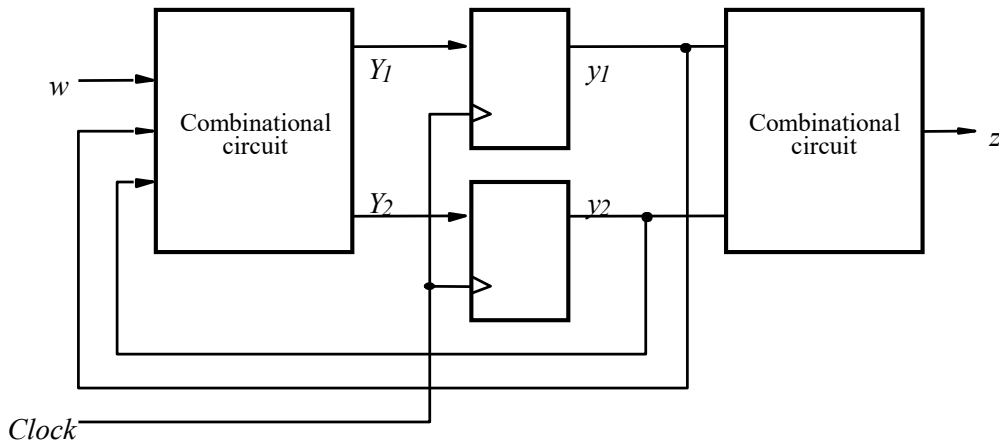 w
Combinational
circuit
Y1
Y2
y1
y2
Combinational
circuit
z
Clock